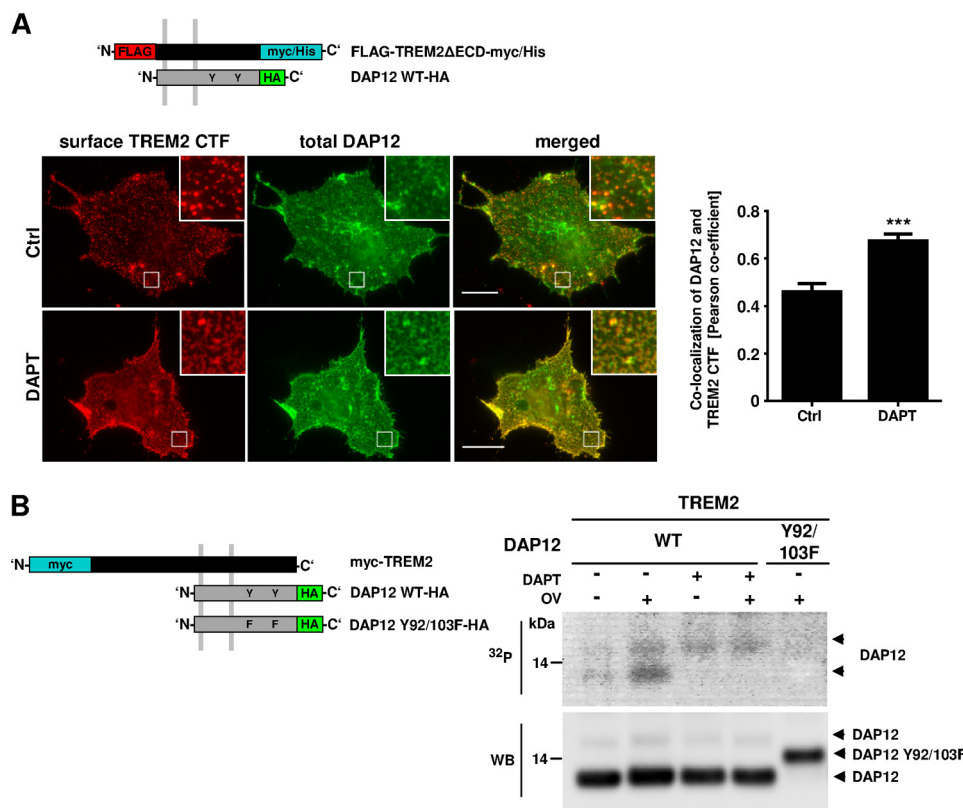 A
‘N- FLAG myc/His -C‘ FLAG-TREM2ΔECD-myc/His
‘N- Y Y HA -C‘ DAP12 WT-HA
surface TREM2 CTF total DAP12 merged
Ctrl
DAPT
Co-localization of DAP12 and
TREM2 CTF [Pearson co-efficient]
0.8
0.6
0.4
0.2
0
***
Ctrl DAPT
B
‘N- myc -C‘ myc-TREM2
‘N- Y Y HA -C‘ DAP12 WT-HA
‘N- F F HA -C‘ DAP12 Y92/103F-HA
TREM2
DAP12 WT Y92/
103F
DAPT - - + + -
OV - + - + +
kDa
32P 14 DAP12
WB 14 DAP12
DAP12 Y92/103F
DAP12